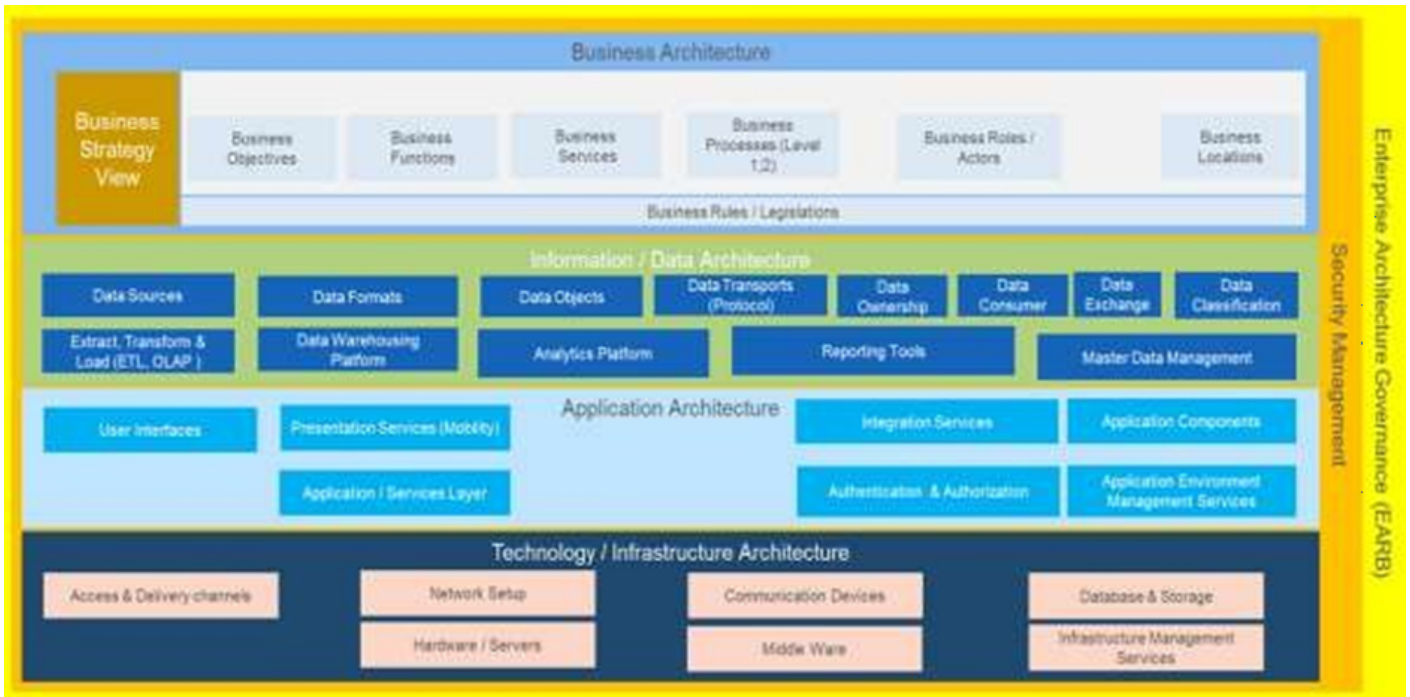 Business Architecture
Business
Strategy
View
Business
Objectives
Business
Functions
Business
Services
Business
Processes (Level
1,2)
Business Roles /
Actors
Business
Locations
Business Rules / Legislations
Information / Data Architecture
Data Sources
Data Formats
Data Objects
Data Transports
(Protocol)
Data
Ownership
Data
Consumer
Data
Exchange
Data
Classification
Extract, Transform &
Load (ETL, OLAP )
Data Warehousing
Platform
Analytics Platform
Reporting Tools
Master Data Management
Application Architecture
User Interfaces
Presentation Services (Mobility)
Integration Services
Application Components
Application / Services Layer
Authentication & Authorization
Application Environment
Management Services
Technology / Infrastructure Architecture
Access & Delivery channels
Network Setup
Communication Devices
Database & Storage
Hardware / Servers
Middle Ware
Infrastructure Management
Services
Security Management
Enterprise Architecture Governance (EARB)